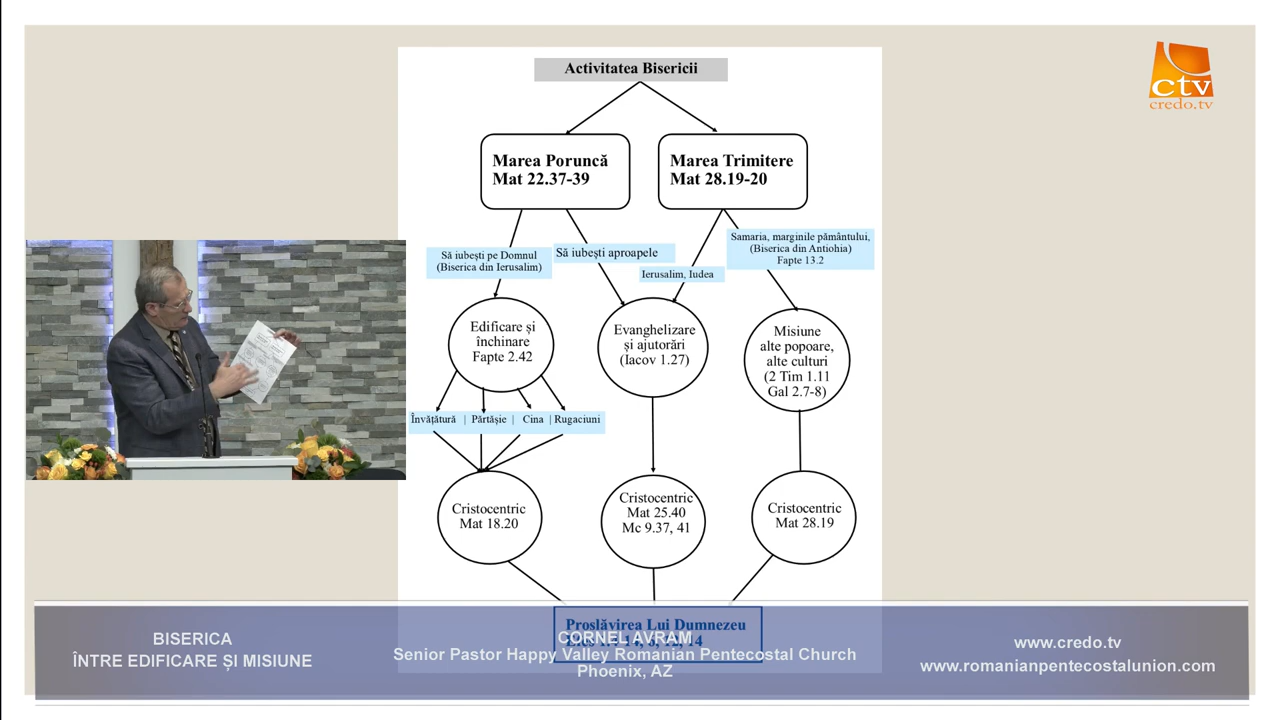 ctv
credo.tv
Activitatea Bisericii
Marea Poruncă
Mat 22.37-39
Marea Trimitere
Mat 28.19-20
Să iubești pe Domnul
(Biserica din Ierusalim)
Să iubești aproapele
Ierusalim, Iudea
Samaria, marginile pământului,
(Biserica din Antiohia)
Fapte 13.2
Edificare și
închinare
Fapte 2.42
Evanghelizare
și ajutorări
(Iacov 1.27)
Misiune
alte popoare,
alte culturi
(2 Tim 1.11
Gal 2.7-8)
Învățătură | Părtășie | Cina | Rugaciuni
Cristocentric
Mat 18.20
Cristocentric
Mat 25.40
Mc 9.37, 41
Cristocentric
Mat 28.19
Proslăvirea Lui Dumnezeu
BISERICA
ÎNTRE EDIFICARE ȘI MISIUNE
CORNEL AVRAM
Senior Pastor Happy Valley Romanian Pentecostal Church
Phoenix, AZ
www.credo.tv
www.romanianpentecostalunion.com